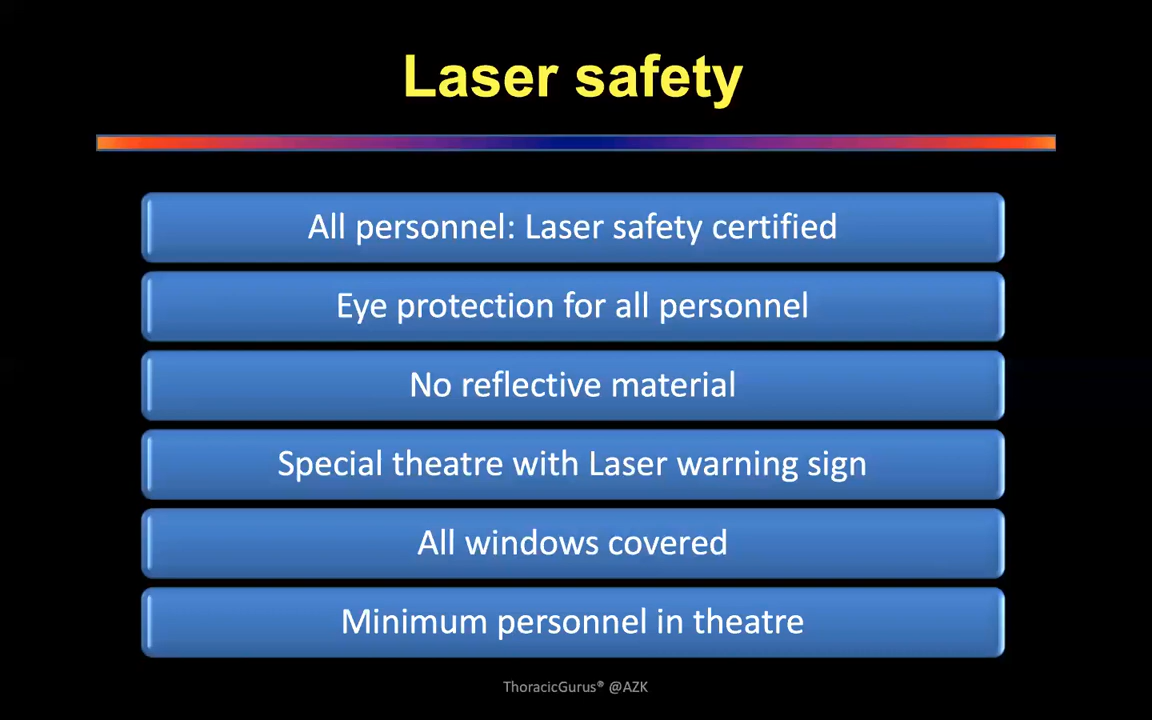 Laser safety
All personnel: Laser safety certified
Eye protection for all personnel
No reflective material
Special theatre with Laser warning sign
All windows covered
Minimum personnel in theatre
ThoracicGurus® @AZK